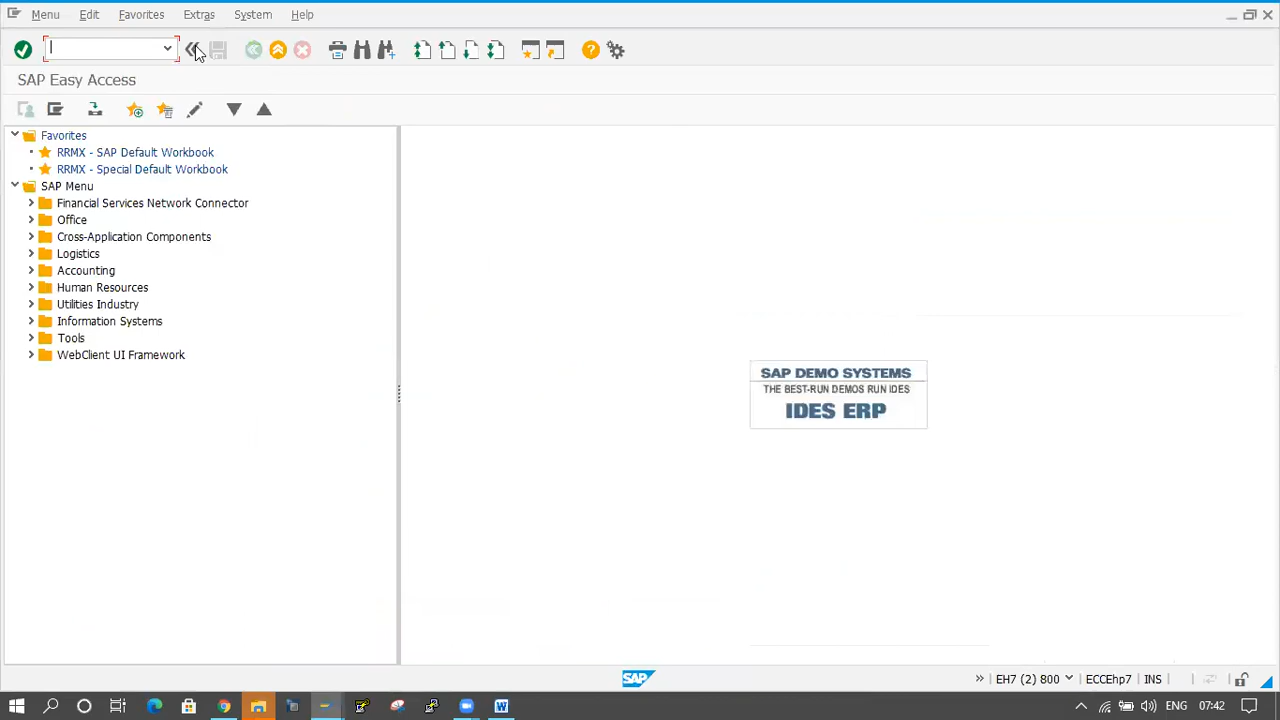 Menu Edit Favorites Extras System Help
SAP Easy Access
Favorites
RRMX - SAP Default Workbook
RRMX - Special Default Workbook
SAP Menu
Financial Services Network Connector
Office
Cross-Application Components
Logistics
Accounting
Human Resources
Utilities Industry
Information Systems
Tools
WebClient UI Framework
SAP DEMO SYSTEMS
THE BEST-RUN DEMOS RUN IDES
IDES ERP
SAP
EH7 (2) 800
ECCEhp7
INS
ENG
07:42